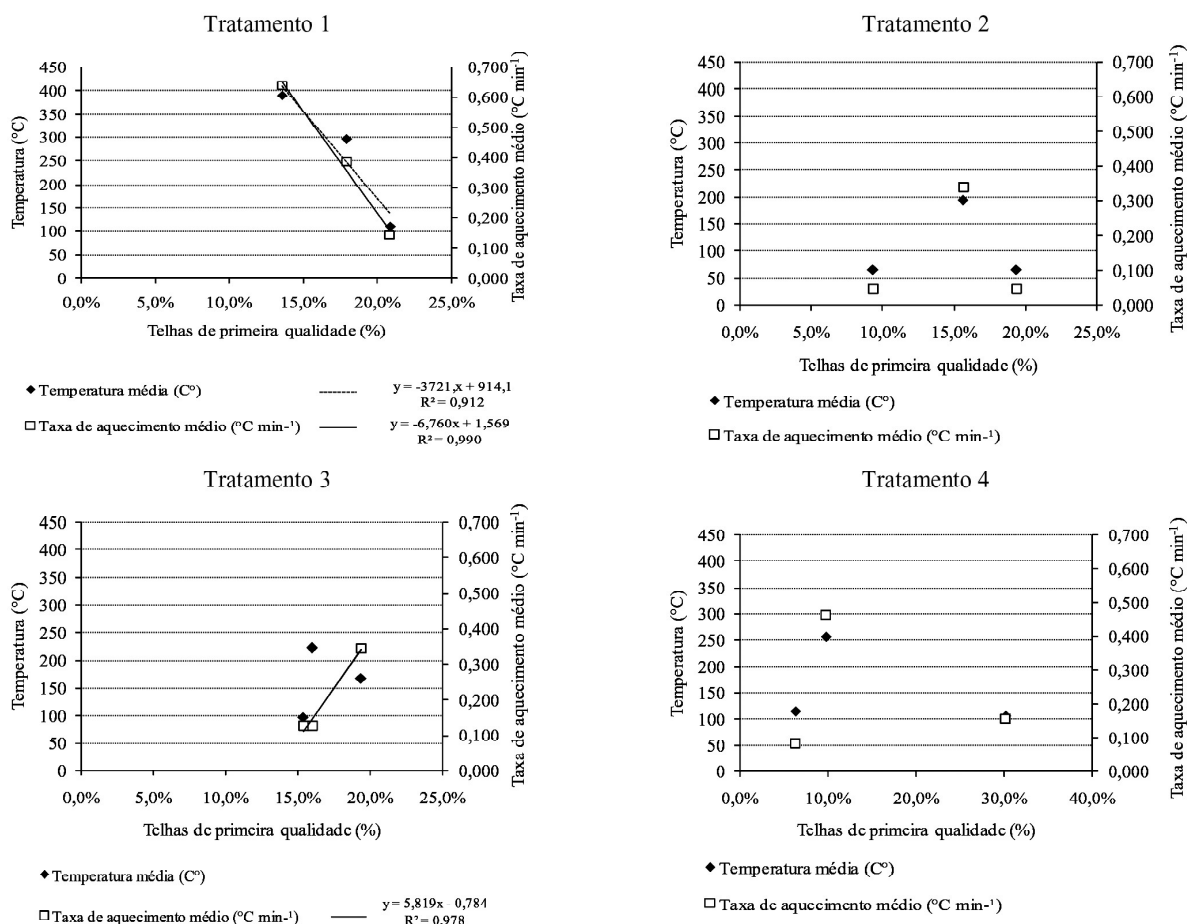 Tratamento 1
450
400
350
300
250
200
150
100
50
0
Temperatura (°C)
0,700
0,600
0,500
0,400
0,300
0,200
0,100
0,000
Taxa de aquecimento médio (°C min-¹)
0,0% 5,0% 10,0% 15,0% 20,0% 25,0%
Telhas de primeira qualidade (%)
Temperatura média (C°)
y = -3721,x + 914,1
R² = 0,912
Taxa de aquecimento médio (°C min-¹)
y = -6,760x + 1,569
R² = 0,990
Tratamento 2
450
400
350
300
250
200
150
100
50
0
Temperatura (°C)
0,700
0,600
0,500
0,400
0,300
0,200
0,100
0,000
Taxa de aquecimento médio (°C min-¹)
0,0% 5,0% 10,0% 15,0% 20,0% 25,0%
Telhas de primeira qualidade (%)
Temperatura média (C°)
Taxa de aquecimento médio (°C min-¹)
Tratamento 3
450
400
350
300
250
200
150
100
50
0
Temperatura (°C)
0,700
0,600
0,500
0,400
0,300
0,200
0,100
0,000
Taxa de aquecimento médio (°C min-¹)
0,0% 5,0% 10,0% 15,0% 20,0% 25,0%
Telhas de primeira qualidade (%)
Temperatura média (C°)
Taxa de aquecimento médio (°C min-¹)
y = 5,819x - 0,784
R² = 0,978
Tratamento 4
450
400
350
300
250
200
150
100
50
0
Temperatura (°C)
0,700
0,600
0,500
0,400
0,300
0,200
0,100
0,000
Taxa de aquecimento médio (°C min-¹)
0,0% 10,0% 20,0% 30,0% 40,0%
Telhas de primeira qualidade (%)
Temperatura média (C°)
Taxa de aquecimento médio (°C min-¹)